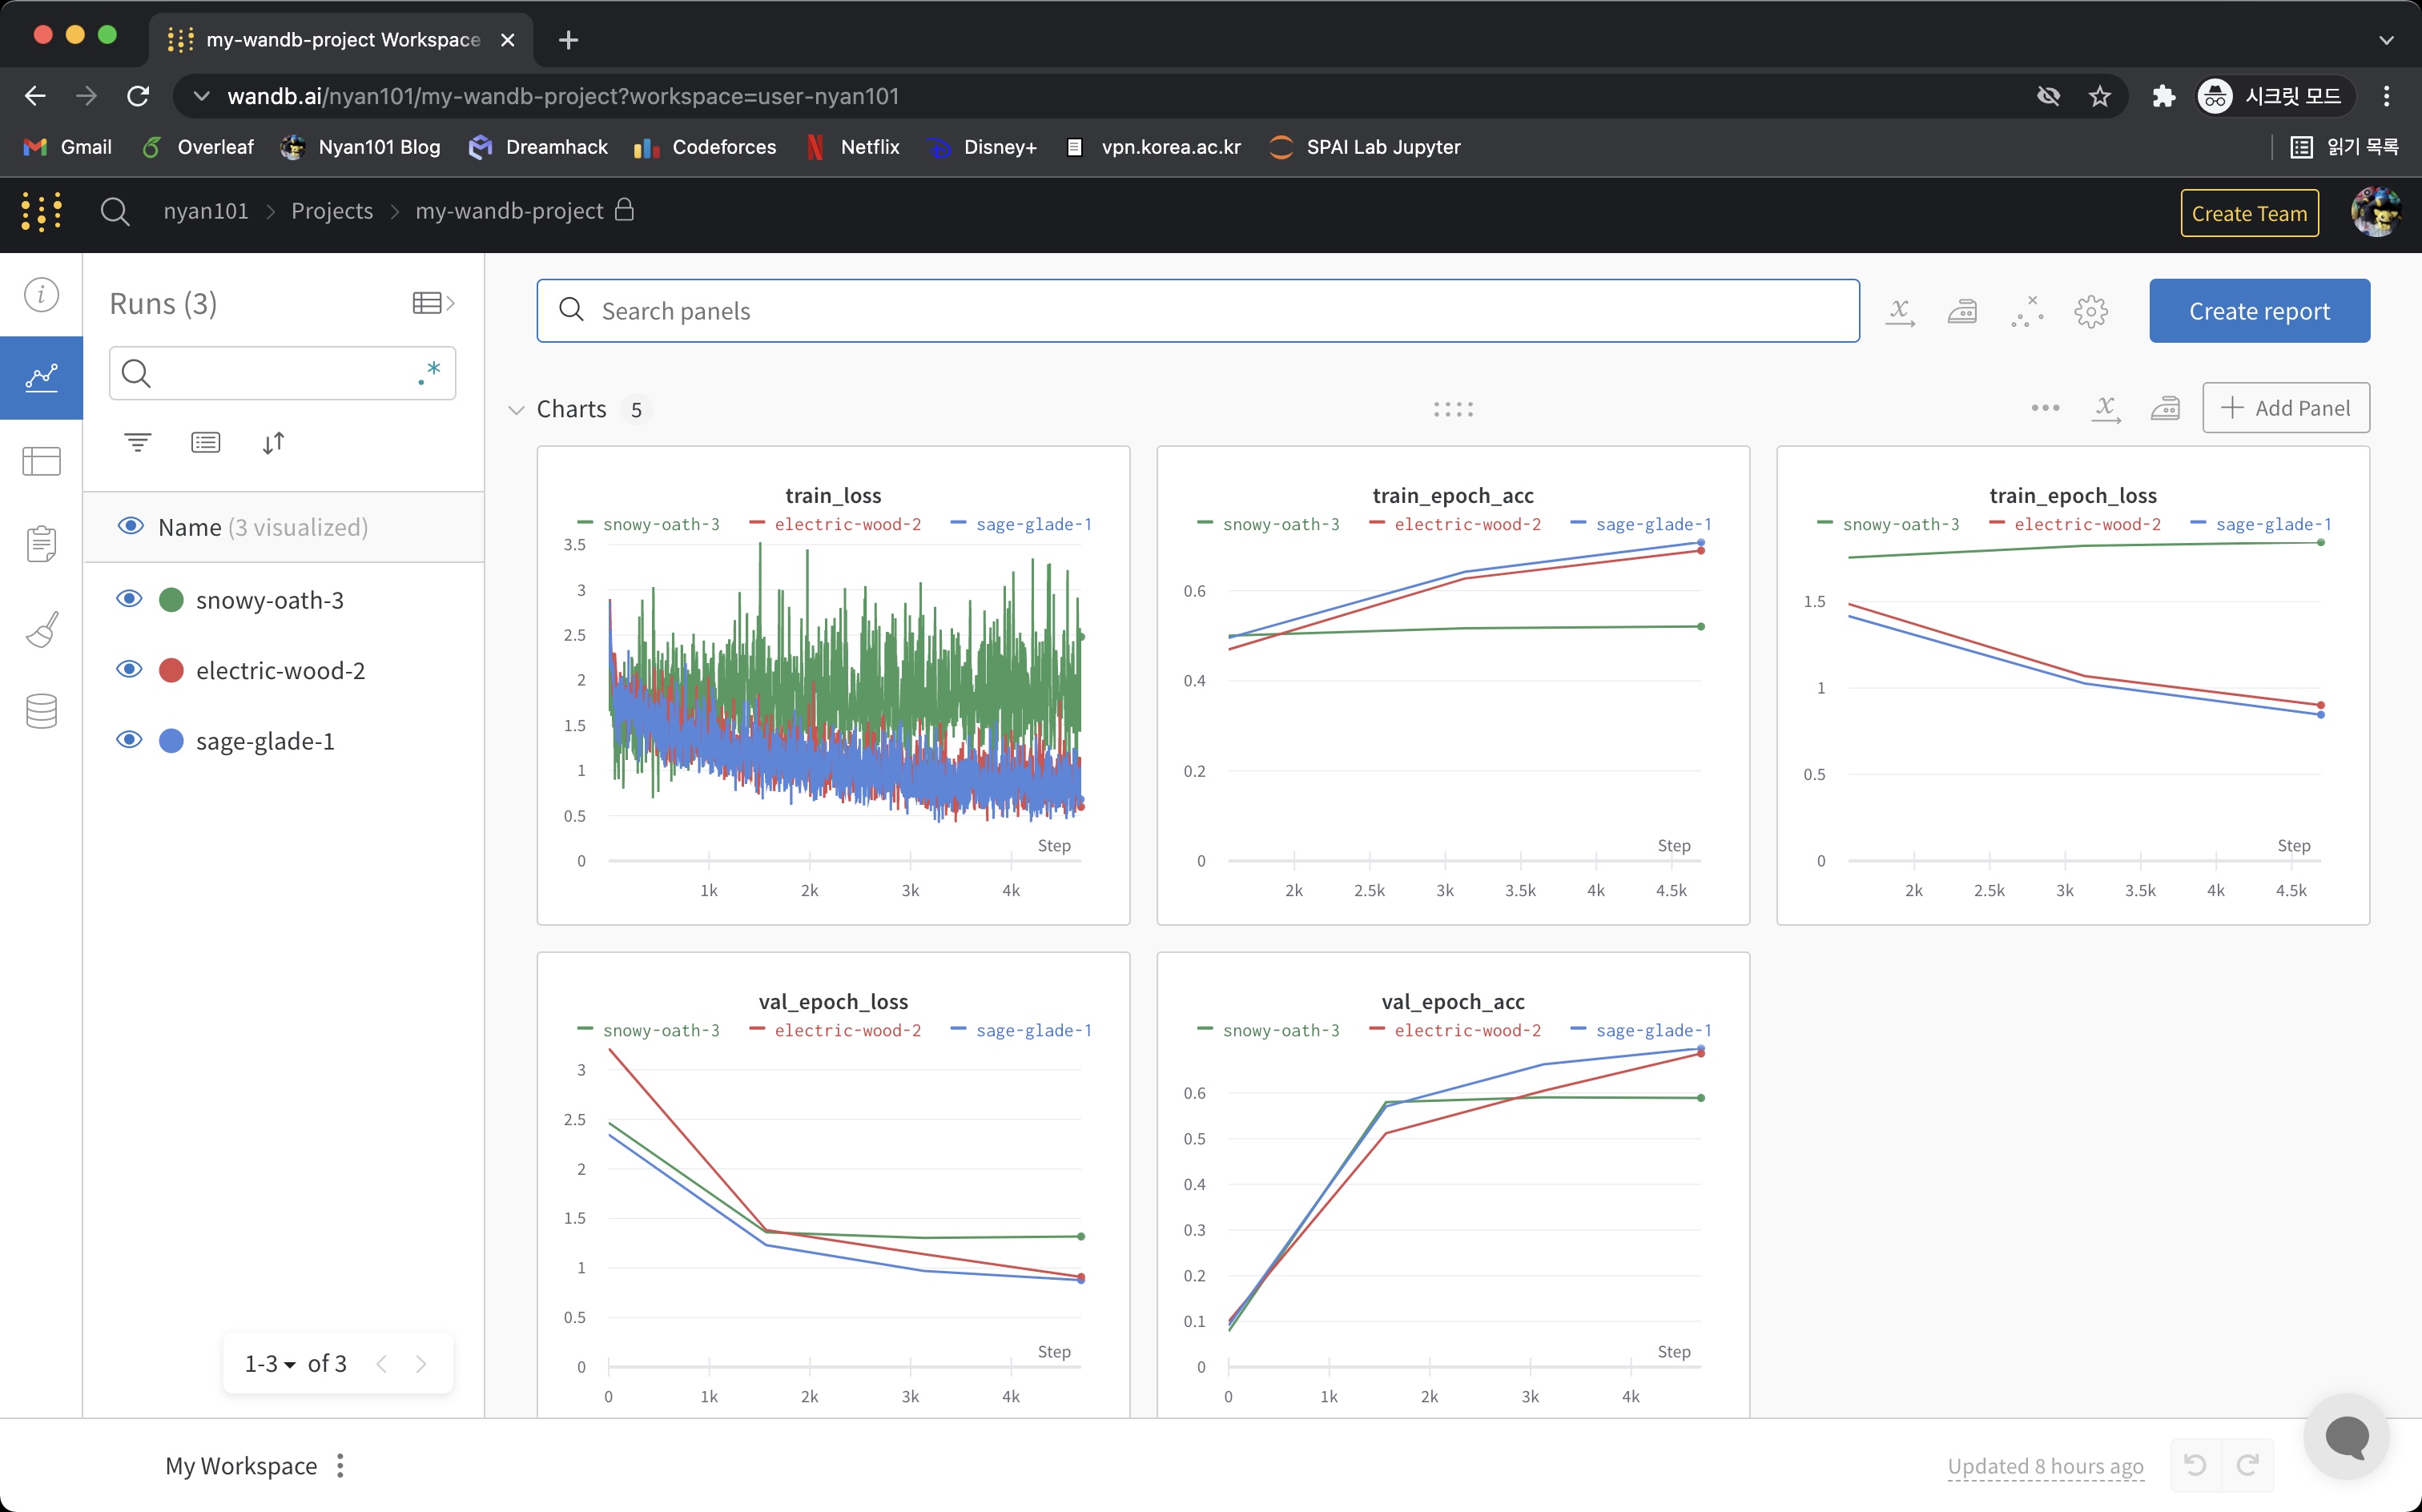 my-wandb-project Workspace
wandb.ai/nyan101/my-wandb-project?workspace=user-nyan101
시크릿 모드
Gmail
Overleaf
Nyan101 Blog
Dreamhack
Codeforces
Netflix
Disney+
vpn.korea.ac.kr
SPAI Lab Jupyter
읽기 목록
nyan101 > Projects > my-wandb-project
Create Team
Runs (3)
.*
Name (3 visualized)
snowy-oath-3
electric-wood-2
sage-glade-1
1-3 of 3
Search panels
Create report
Charts 5
Add Panel
train_loss
snowy-oath-3 electric-wood-2 sage-glade-1
3.5
3
2.5
2
1.5
1
0.5
0
Step
1k 2k 3k 4k
train_epoch_acc
snowy-oath-3 electric-wood-2 sage-glade-1
0.6
0.4
0.2
0
Step
2k 2.5k 3k 3.5k 4k 4.5k
train_epoch_loss
snowy-oath-3 electric-wood-2 sage-glade-1
1.5
1
0.5
0
Step
2k 2.5k 3k 3.5k 4k 4.5k
val_epoch_loss
snowy-oath-3 electric-wood-2 sage-glade-1
3
2.5
2
1.5
1
0.5
0
Step
0 1k 2k 3k 4k
val_epoch_acc
snowy-oath-3 electric-wood-2 sage-glade-1
0.6
0.5
0.4
0.3
0.2
0.1
0
Step
0 1k 2k 3k 4k
My Workspace
Updated 8 hours ago